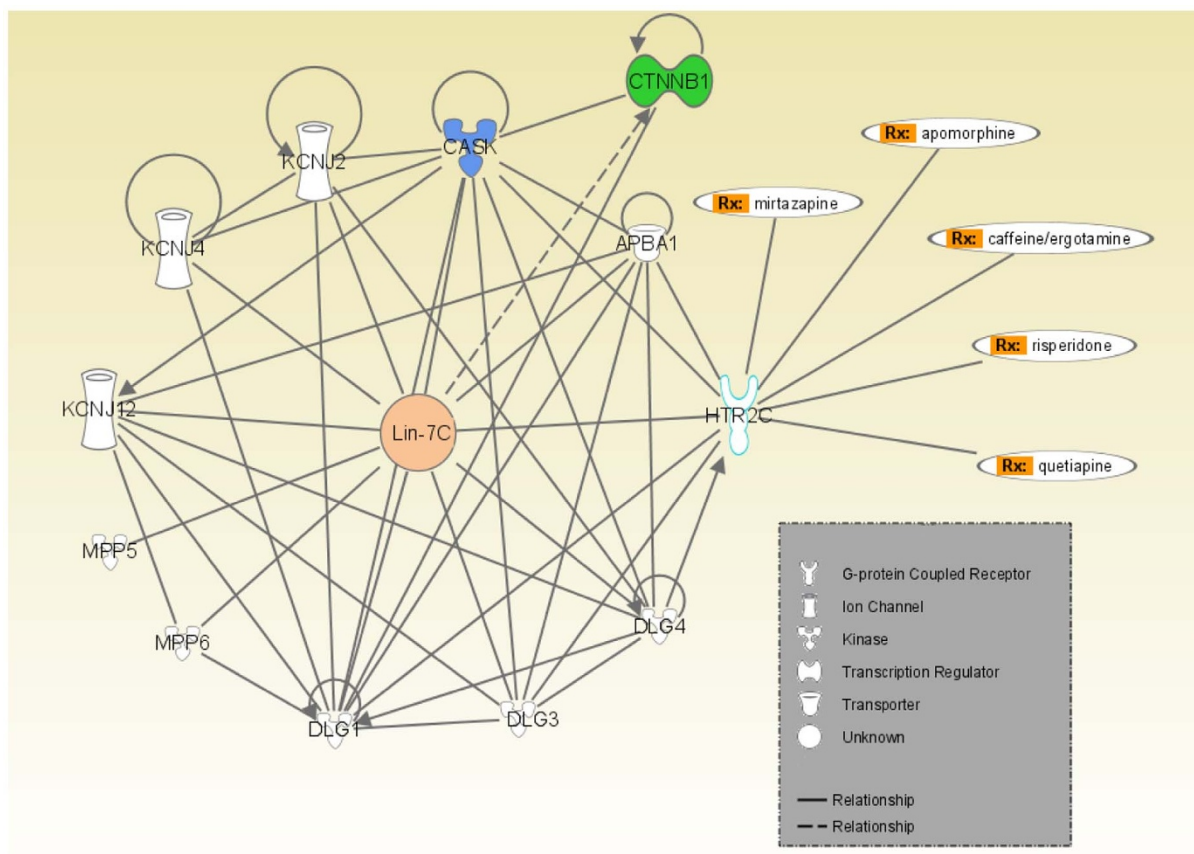 CTNNB1
Rx: apomorphine
CASK
KCNJ2
Rx: mirtazapine
KCNJ4
APBA1
Rx: caffeine/ergotamine
Rx: risperidone
KCNJ12
HTR2C
Lin-7C
Rx: quetiapine
MPP5
G-protein Coupled Receptor
Ion Channel
DLG4
Kinase
MPP6
Transcription Regulator
Transporter
DLG3
DLG1
Unknown
Relationship
Relationship